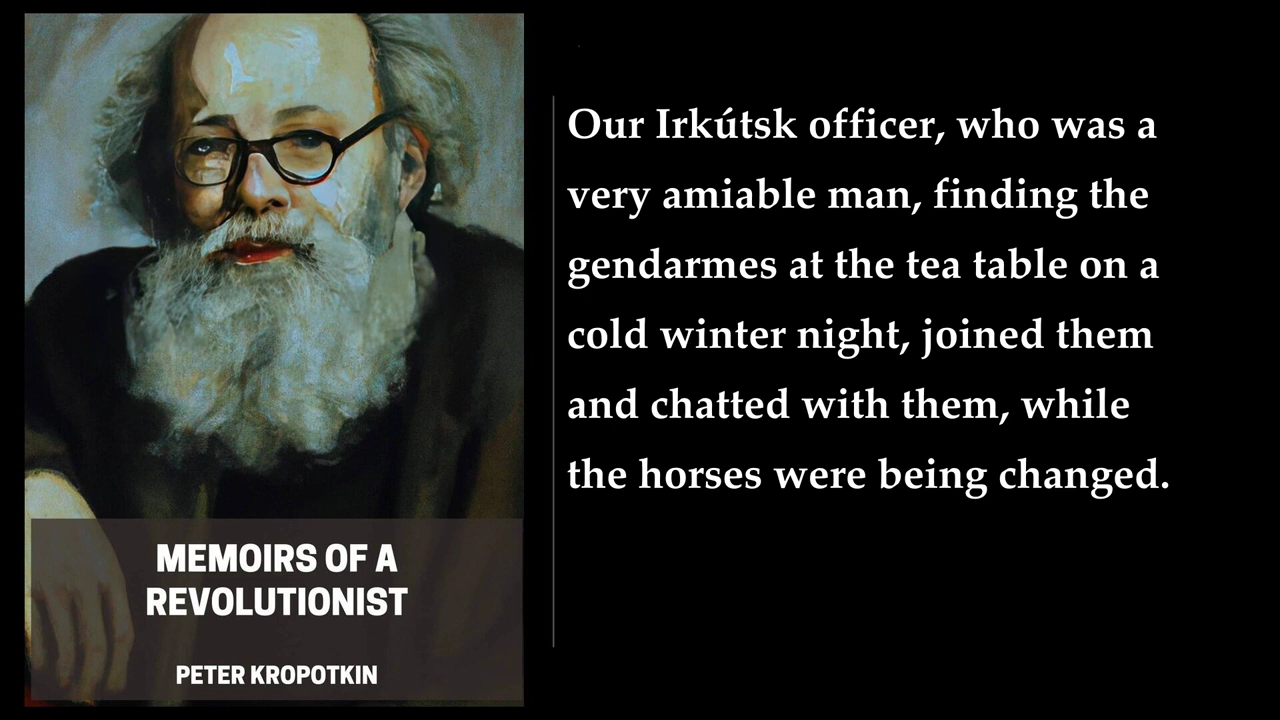 Our Irkútsk officer, who was a
very amiable man, finding the
gendarmes at the tea table on a
cold winter night, joined them
and chatted with them, while
the horses were being changed.
MEMOIRS OF A
REVOLUTIONIST
PETER KROPOTKIN